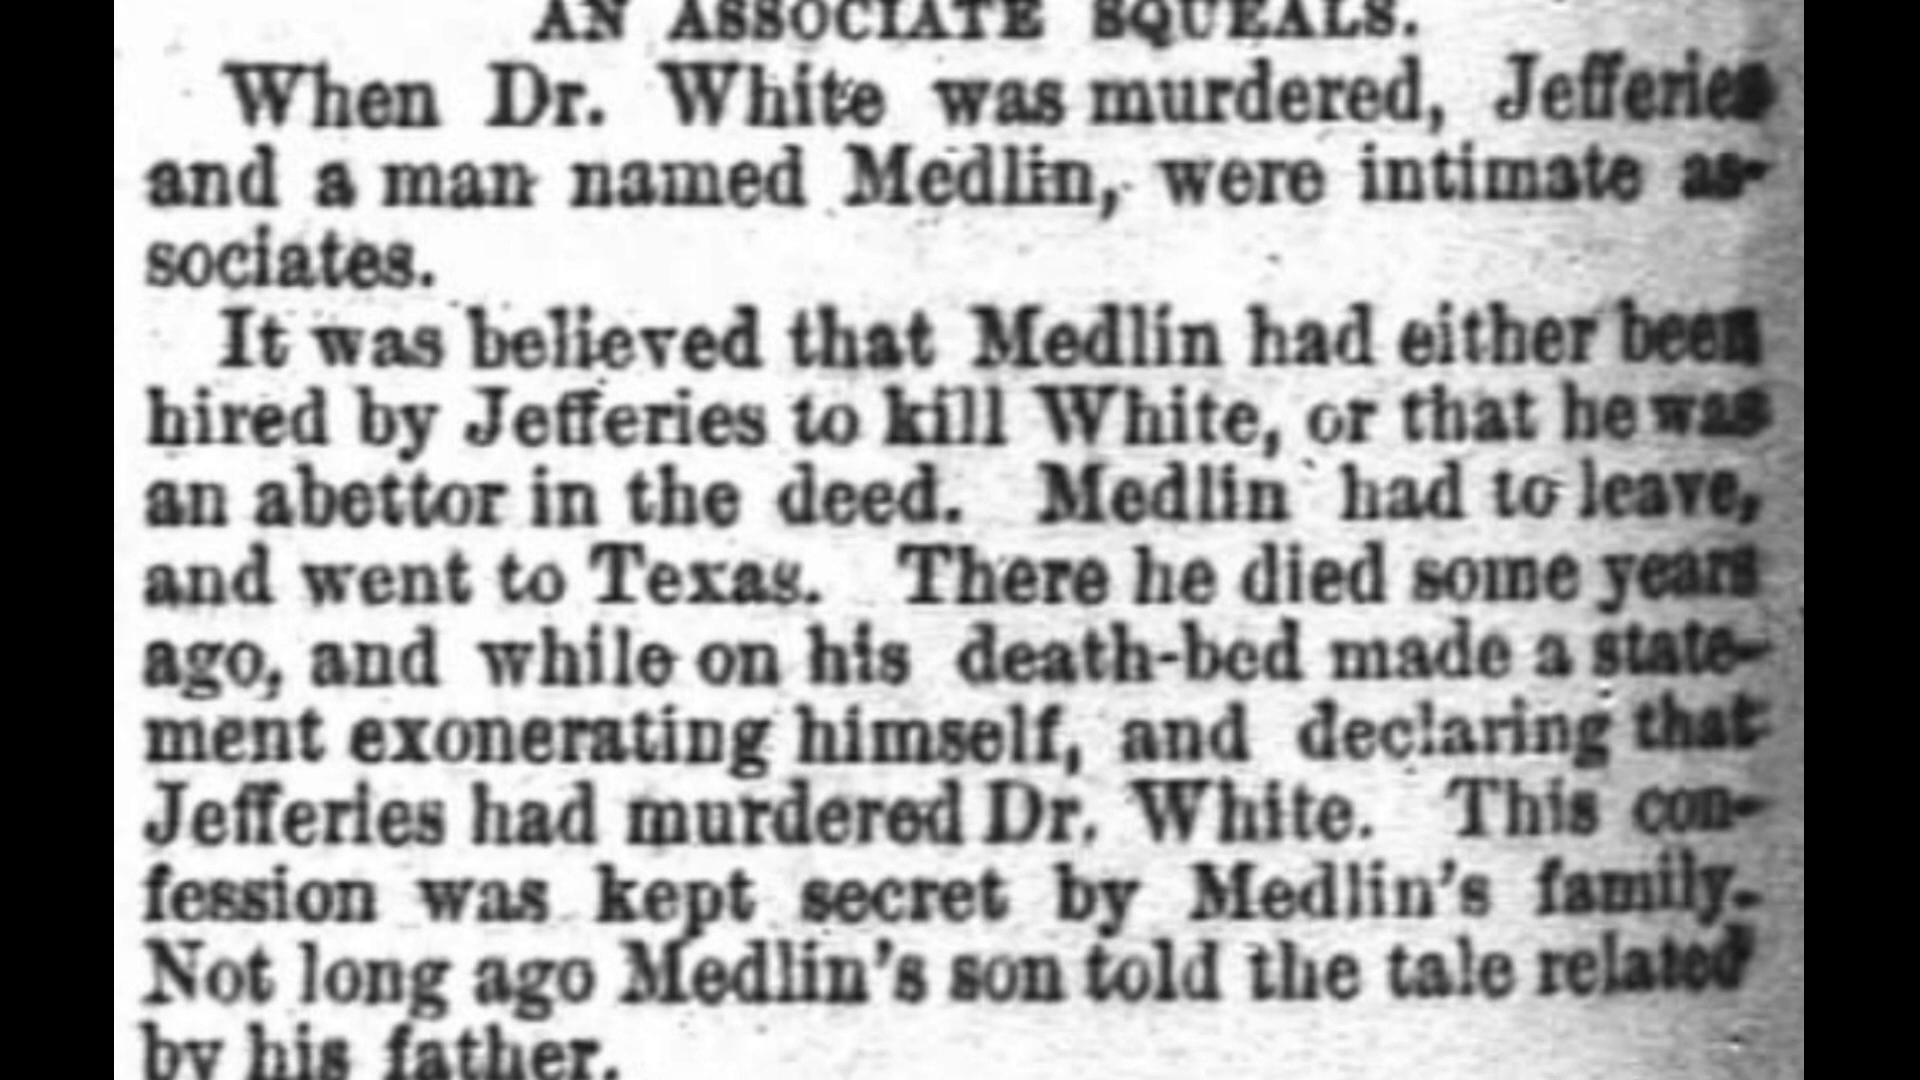 AN ASSOCIATE SQUEALS.
When Dr. White was murdered, Jefferies
and a man named Medlin, were intimate as-
sociates.
It was believed that Medlin had either been
hired by Jefferies to kill White, or that he was
an abettor in the deed. Medlin had to leave,
and went to Texas. There he died some years
ago, and while on his death-bed made a state-
ment exonerating himself, and declaring that
Jefferies had murdered Dr. White. This con-
fession was kept secret by Medlin's family.
Not long ago Medlin's son told the tale related
by his father.